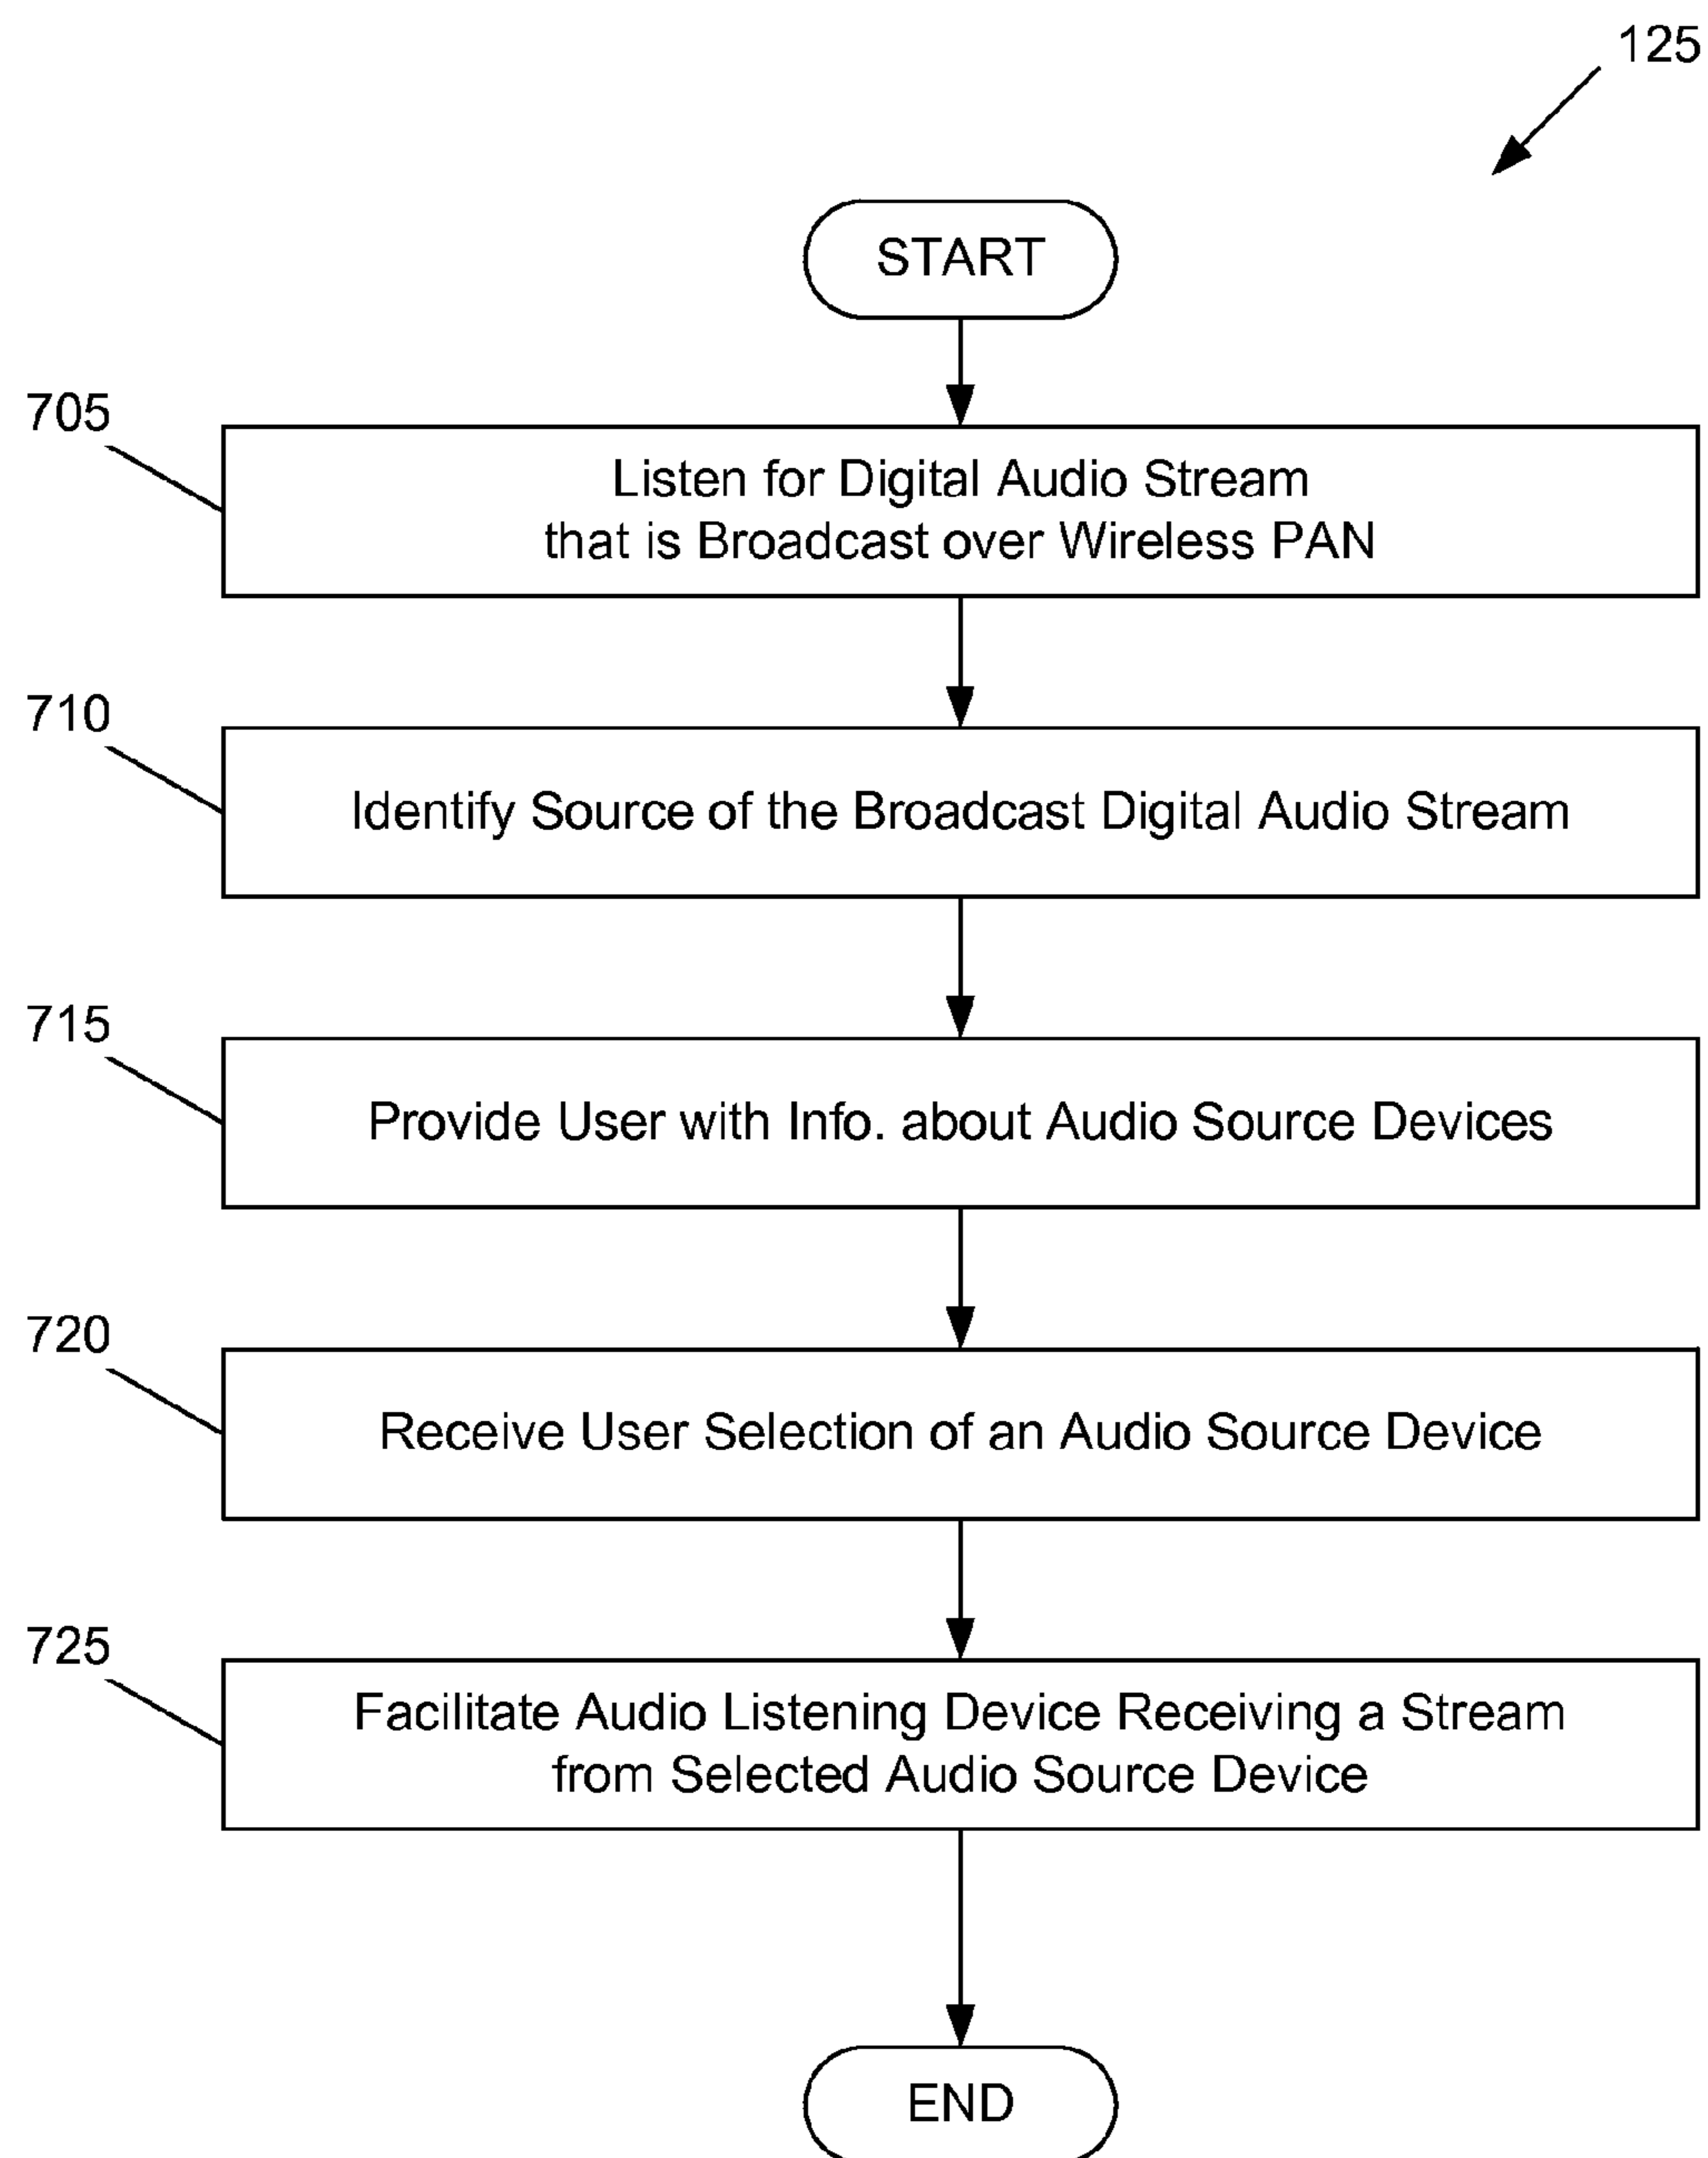 125
START
705
Listen for Digital Audio Stream
that is Broadcast over Wireless PAN
710
Identify Source of the Broadcast Digital Audio Stream
715
Provide User with Info. about Audio Source Devices
720
Receive User Selection of an Audio Source Device
725
Facilitate Audio Listening Device Receiving a Stream
from Selected Audio Source Device
END